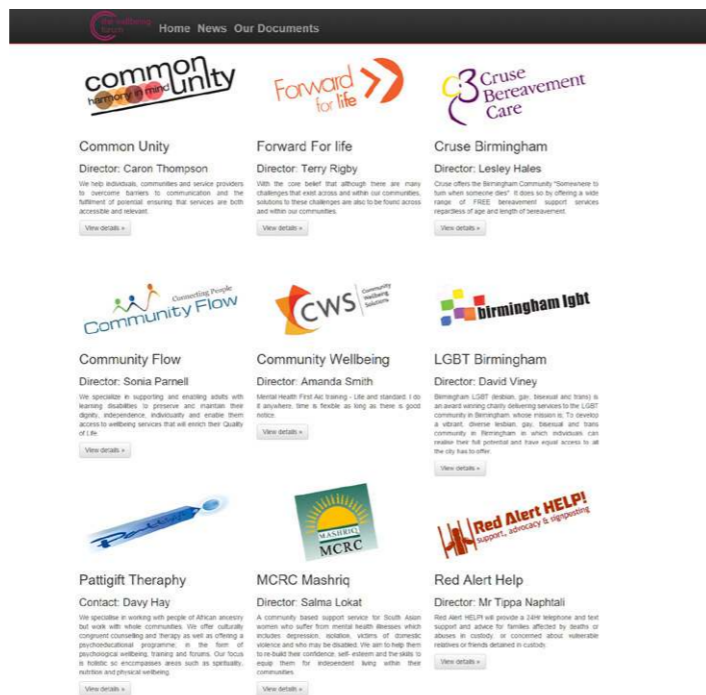 the wellbeing
forum
Home News Our Documents
common
unity
harmony in mind
Forward
for life
Cruse
Bereavement
Care
Common Unity
Forward For life
Cruse Birmingham
Director: Caron Thompson
Director: Terry Rigby
Director: Lesley Hales
We help individuals, communities and service providers
to overcome barriers to communication and the
fulfilment of potential ensuring that services are both
accessible and relevant.
With the core belief that although there are many
challenges that exist across and within our communities,
solutions to these challenges are also to be found across
and within our communities.
Cruse offers the Birmingham Community "Somewhere to
turn when someone dies". It does so by offering a wide
range of FREE bereavement support services
regardless of age and length of bereavement.
View details »
View details »
View details »
Connecting People
Community Flow
CWS
Community
Wellbeing
Solutions
birmingham lgbt
Community Flow
Community Wellbeing
LGBT Birmingham
Director: Sonia Parnell
Director: Amanda Smith
Director: David Viney
We specialize in supporting and enabling adults with
learning disabilities to preserve and maintain their
dignity, independence, individuality and enable them
access to wellbeing services that will enrich their Quality
of Life.
Mental Health First Aid training - Lite and standard. I do
it anywhere, time is flexible as long as there is good
notice.
Birmingham LGBT (lesbian, gay, bisexual and trans) is
an award winning charity delivering services to the LGBT
community in Birmingham, whose mission is: To develop
a vibrant, diverse lesbian, gay, bisexual and trans
community in Birmingham in which individuals can
realise their full potential and have equal access to all
the city has to offer.
View details »
View details »
View details »
MASHRIQ
MCRC
Red Alert HELP!
support, advocacy & signposting
Pattigift Theraphy
MCRC Mashriq
Red Alert Help
Contact: Davy Hay
Director: Salma Lokat
Director: Mr Tippa Naphtali
We specialise in working with people of African ancestry
but work with whole communities. We offer culturally
congruent counselling and therapy as well as offering a
psychoeducational programme, in the form of
psychological wellbeing, training and forums. Our focus
is holistic so encompasses areas such as spirituality,
nutrition and physical wellbeing.
A community based support service for South Asian
women who suffer from mental health illnesses which
includes depression, isolation, victims of domestic
violence and who may be disabled. We aim to help them
to re-build their confidence, self- esteem and the skills to
equip them for independent living within their
communities.
Red Alert HELP! will provide a 24Hr telephone and text
support and advice for families affected by deaths or
abuses in custody, or concerned about vulnerable
relatives or friends detained in custody.
View details »
View details »
View details »